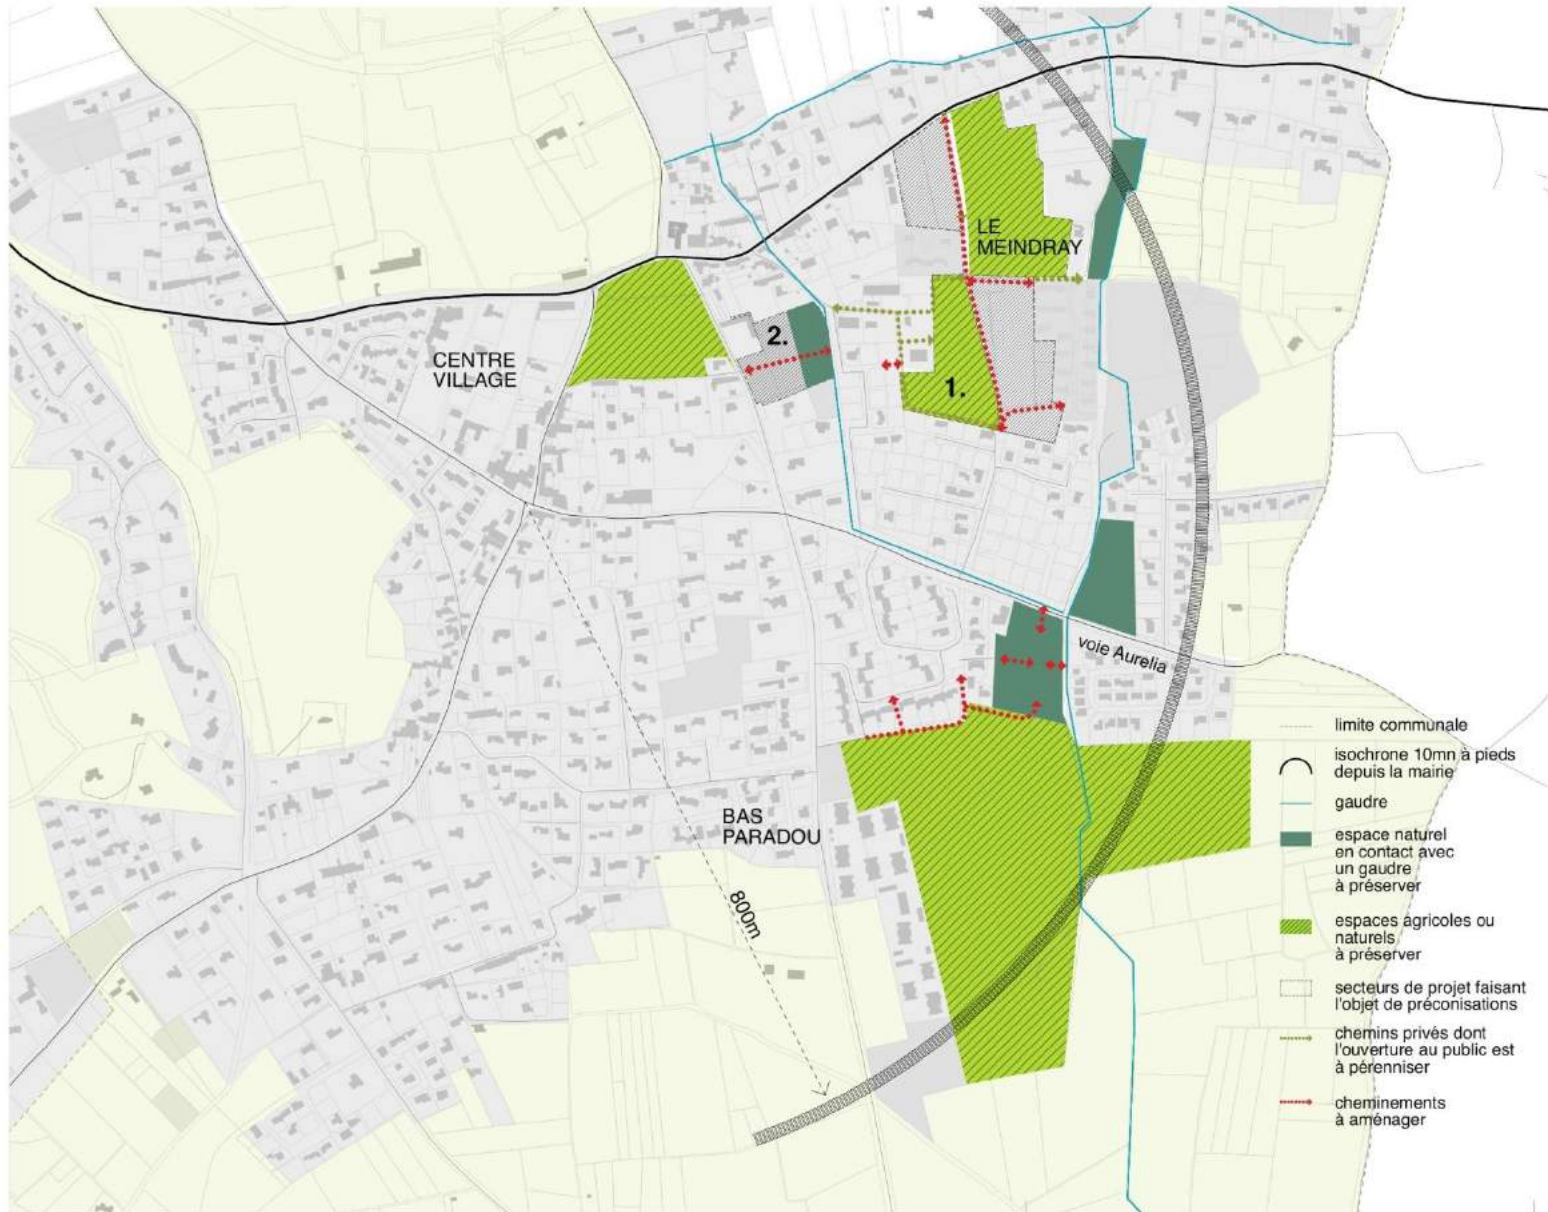 LE
MEINDRAY
2.
CENTRE
VILLAGE
1.
voie Aurelia
BAS
PARADOU
800m
limite communale
isochrone 10mn à pieds
depuis la mairie
gaudre
espace naturel
en contact avec
un gaudre
à préserver
espaces agricoles ou
naturels
à préserver
secteurs de projet faisant
l'objet de préconisations
chemins privés dont
l'ouverture au public est
à pérenniser
cheminements
à aménager